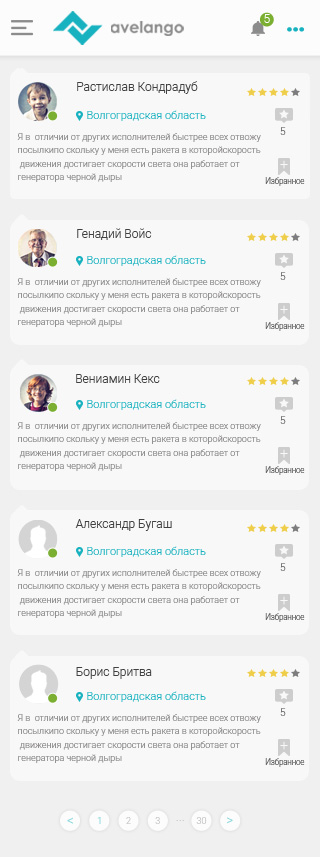 5
avelango
Растислав Кондрадуб
Волгоградская область
Я в отличии от других исполнителей быстрее всех отвожу
посылкипо скольку у меня есть ракета в которойскорость
движения достигает скорости света она работает от
генератора черной дыры
5
Избранное
Генадий Войс
Волгоградская область
Я в отличии от других исполнителей быстрее всех отвожу
посылкипо скольку у меня есть ракета в которойскорость
движения достигает скорости света она работает от
генератора черной дыры
5
Избранное
Вениамин Кекс
Волгоградская область
Я в отличии от других исполнителей быстрее всех отвожу
посылкипо скольку у меня есть ракета в которойскорость
движения достигает скорости света она работает от
генератора черной дыры
5
Избранное
Александр Бугаш
Волгоградская область
Я в отличии от других исполнителей быстрее всех отвожу
посылкипо скольку у меня есть ракета в которойскорость
движения достигает скорости света она работает от
генератора черной дыры
5
Избранное
Борис Бритва
Волгоградская область
Я в отличии от других исполнителей быстрее всех отвожу
посылкипо скольку у меня есть ракета в которойскорость
движения достигает скорости света она работает от
генератора черной дыры
5
Избранное
< 1 2 3 ... 30 >